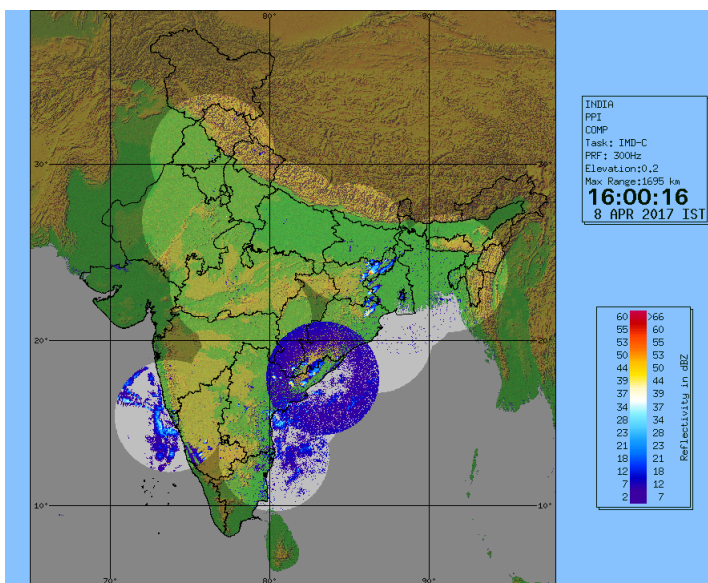 70° 80° 90°
INDIA
PPI
COMP
Task: IMD-C
PRF: 300Hz
Elevation:0.2
Max Range:1695 km
16:00:16
8 APR 2017 IST
30° 30°
20° 20°
10° 10°
70° 80° 90°
60 >66
55 60
53 55
50 53
44 50
39 44
37 39
34 37
28 34
23 28
21 23
18 21
12 18
7 12
2 7
Reflectivity in dBZ